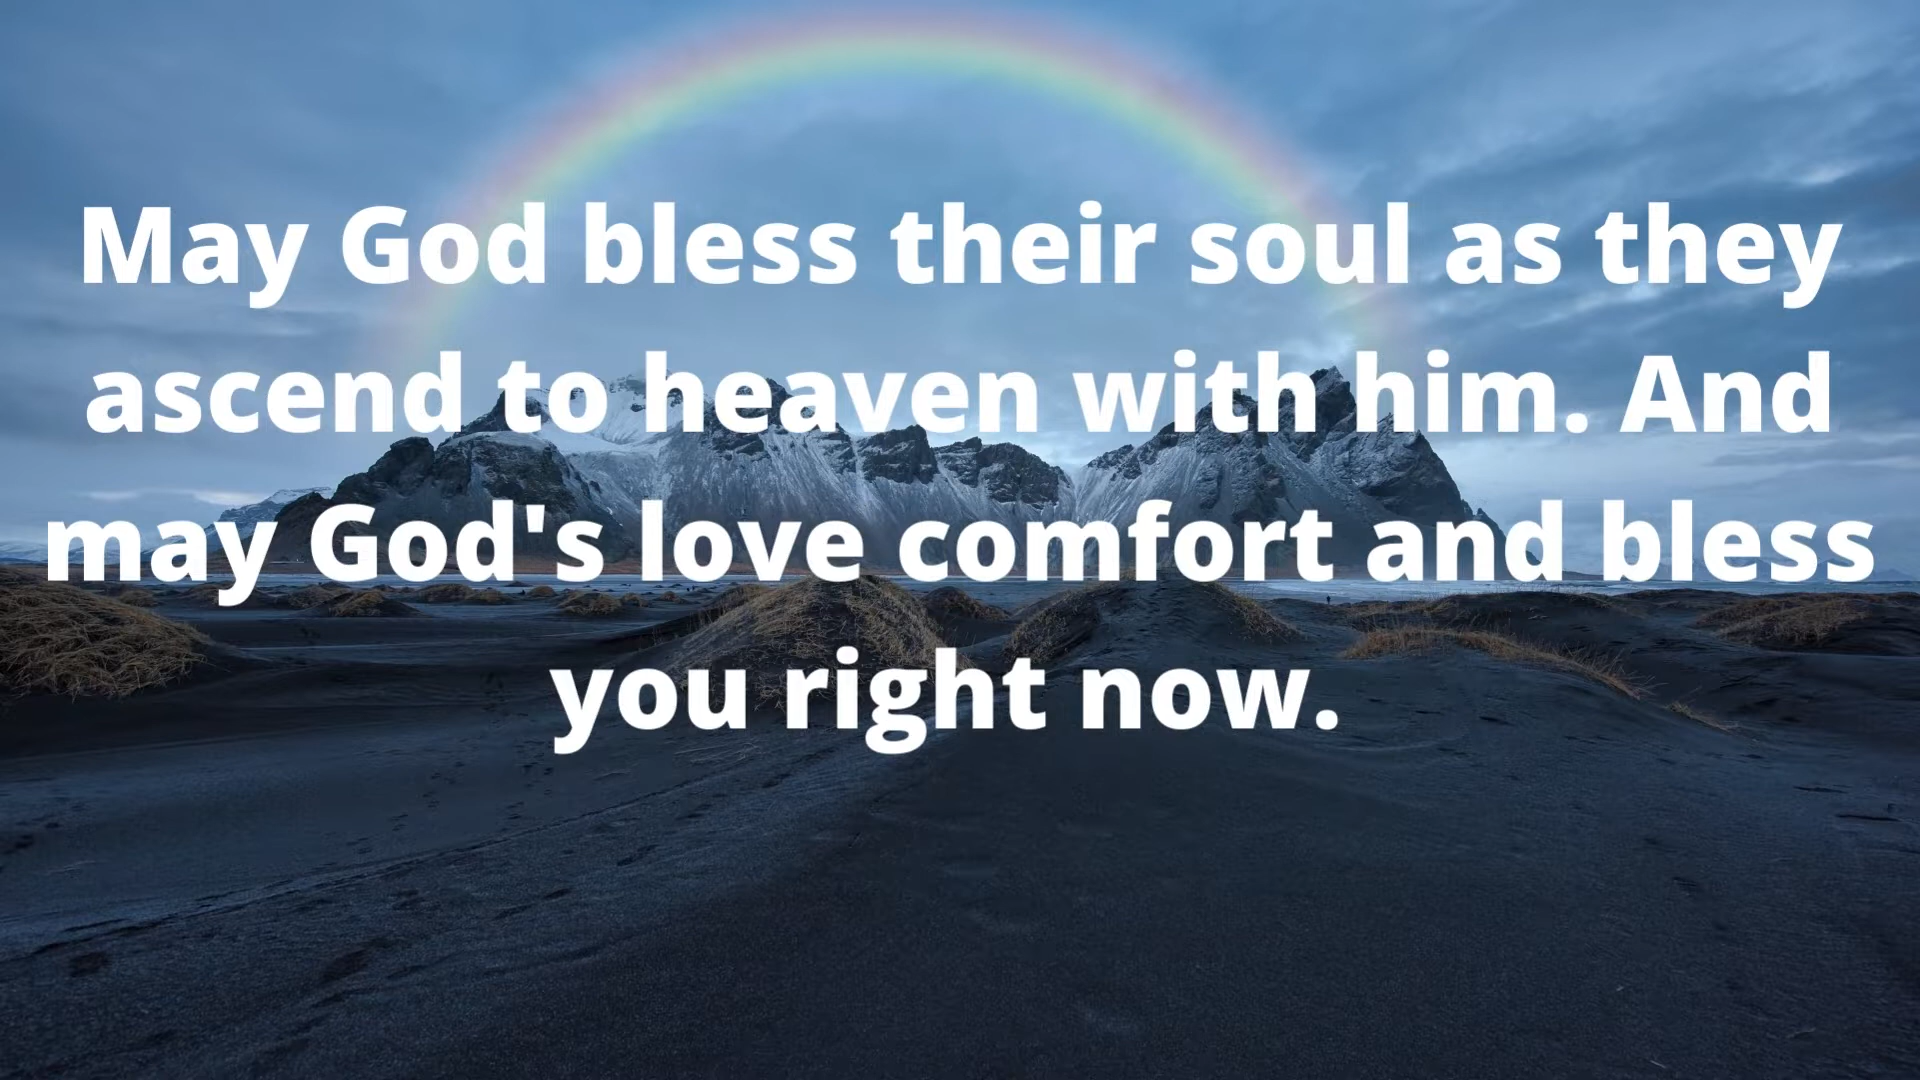 May God bless their soul as they
ascend to heaven with him. And
may God's love comfort and bless
you right now.